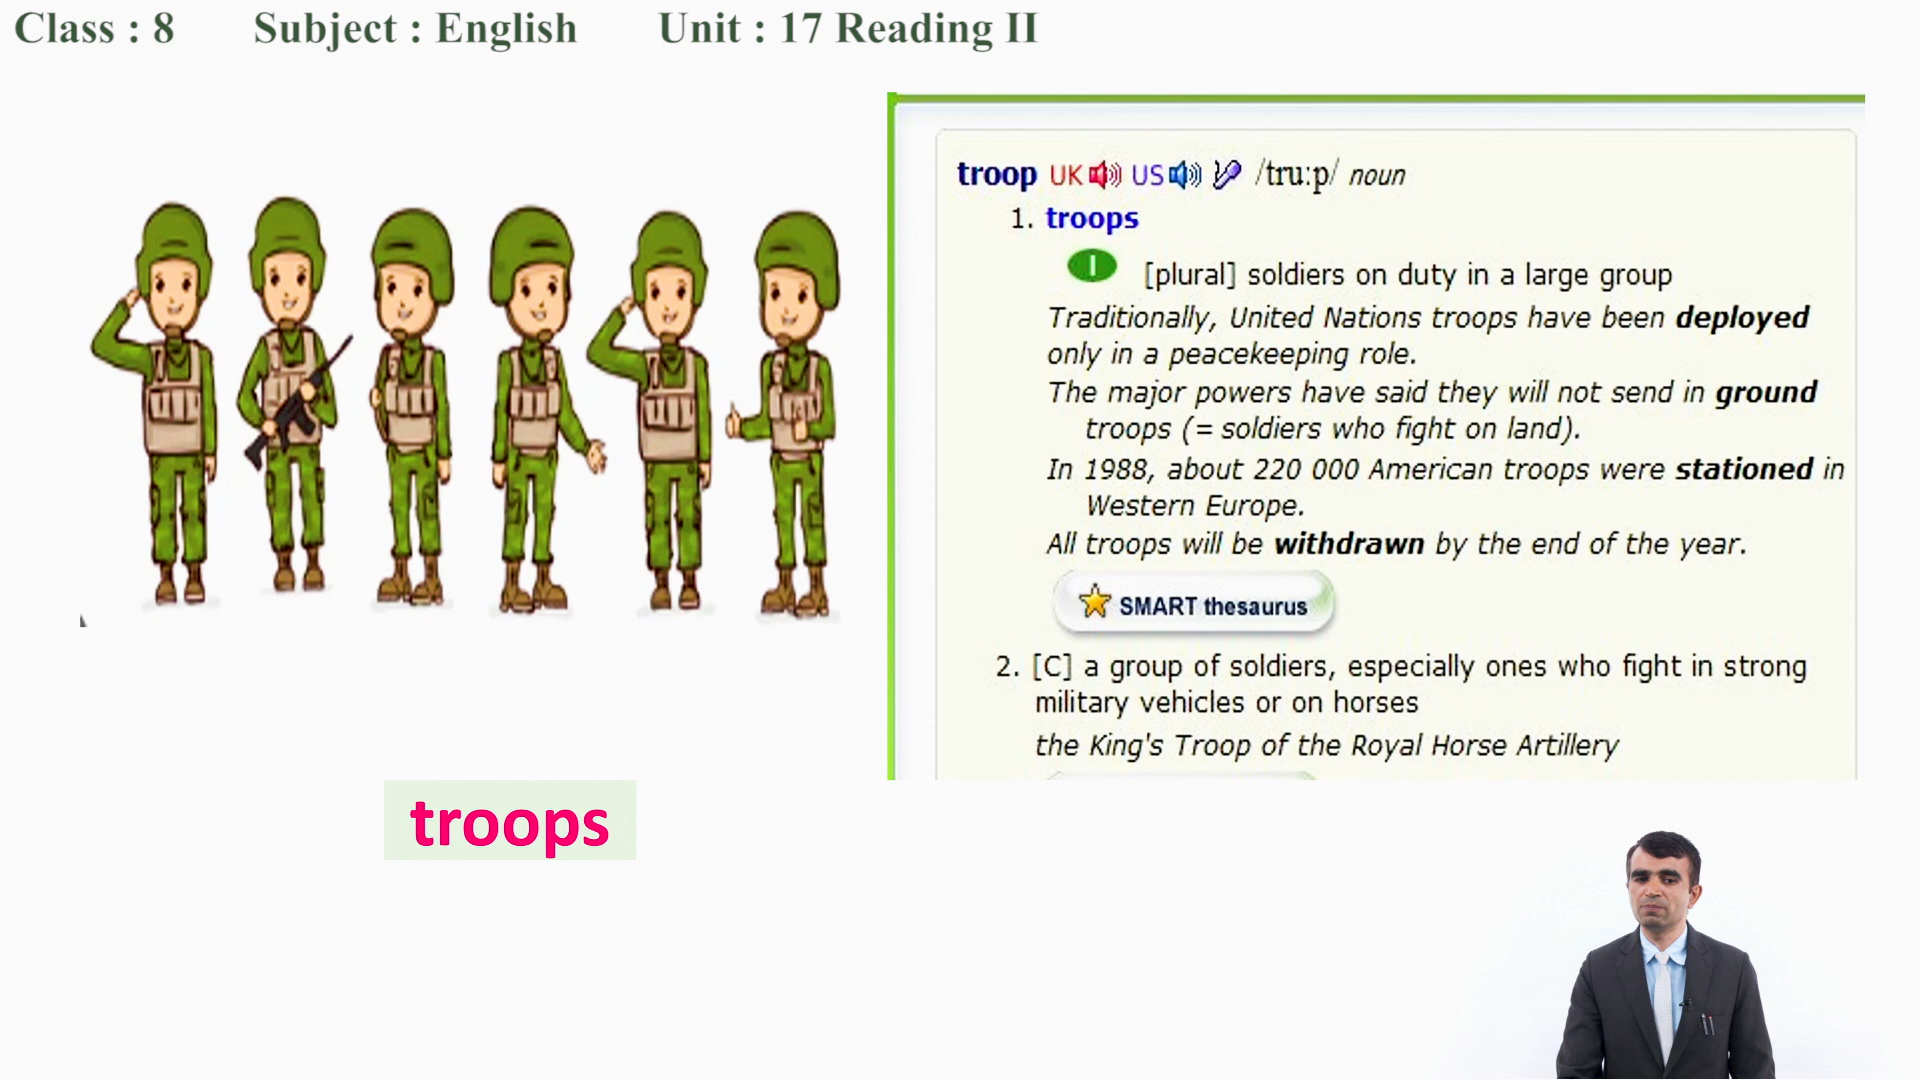 Class : 8 Subject : English Unit : 17 Reading II
troop UK US /truːp/ noun
1. troops
I [plural] soldiers on duty in a large group
Traditionally, United Nations troops have been deployed
only in a peacekeeping role.
The major powers have said they will not send in ground
troops (= soldiers who fight on land).
In 1988, about 220 000 American troops were stationed in
Western Europe.
All troops will be withdrawn by the end of the year.
SMART thesaurus
2. [C] a group of soldiers, especially ones who fight in strong
military vehicles or on horses
the King's Troop of the Royal Horse Artillery
troops